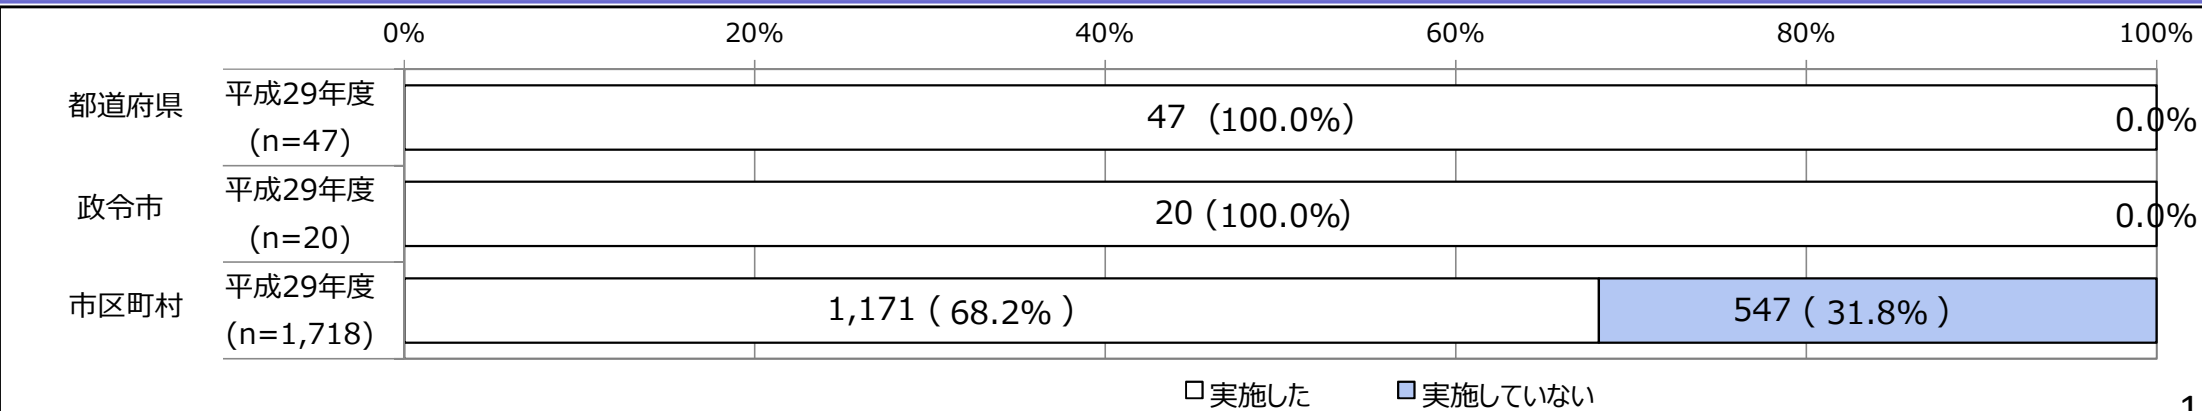 0% 20% 40% 60% 80% 100%
都道府県
平成29年度
(n=47)
47 (100.0%)
0.0%
政令市
平成29年度
(n=20)
20 (100.0%)
0.0%
市区町村
平成29年度
(n=1,718)
1,171 ( 68.2% )
547 ( 31.8% )
実施した 実施していない
1